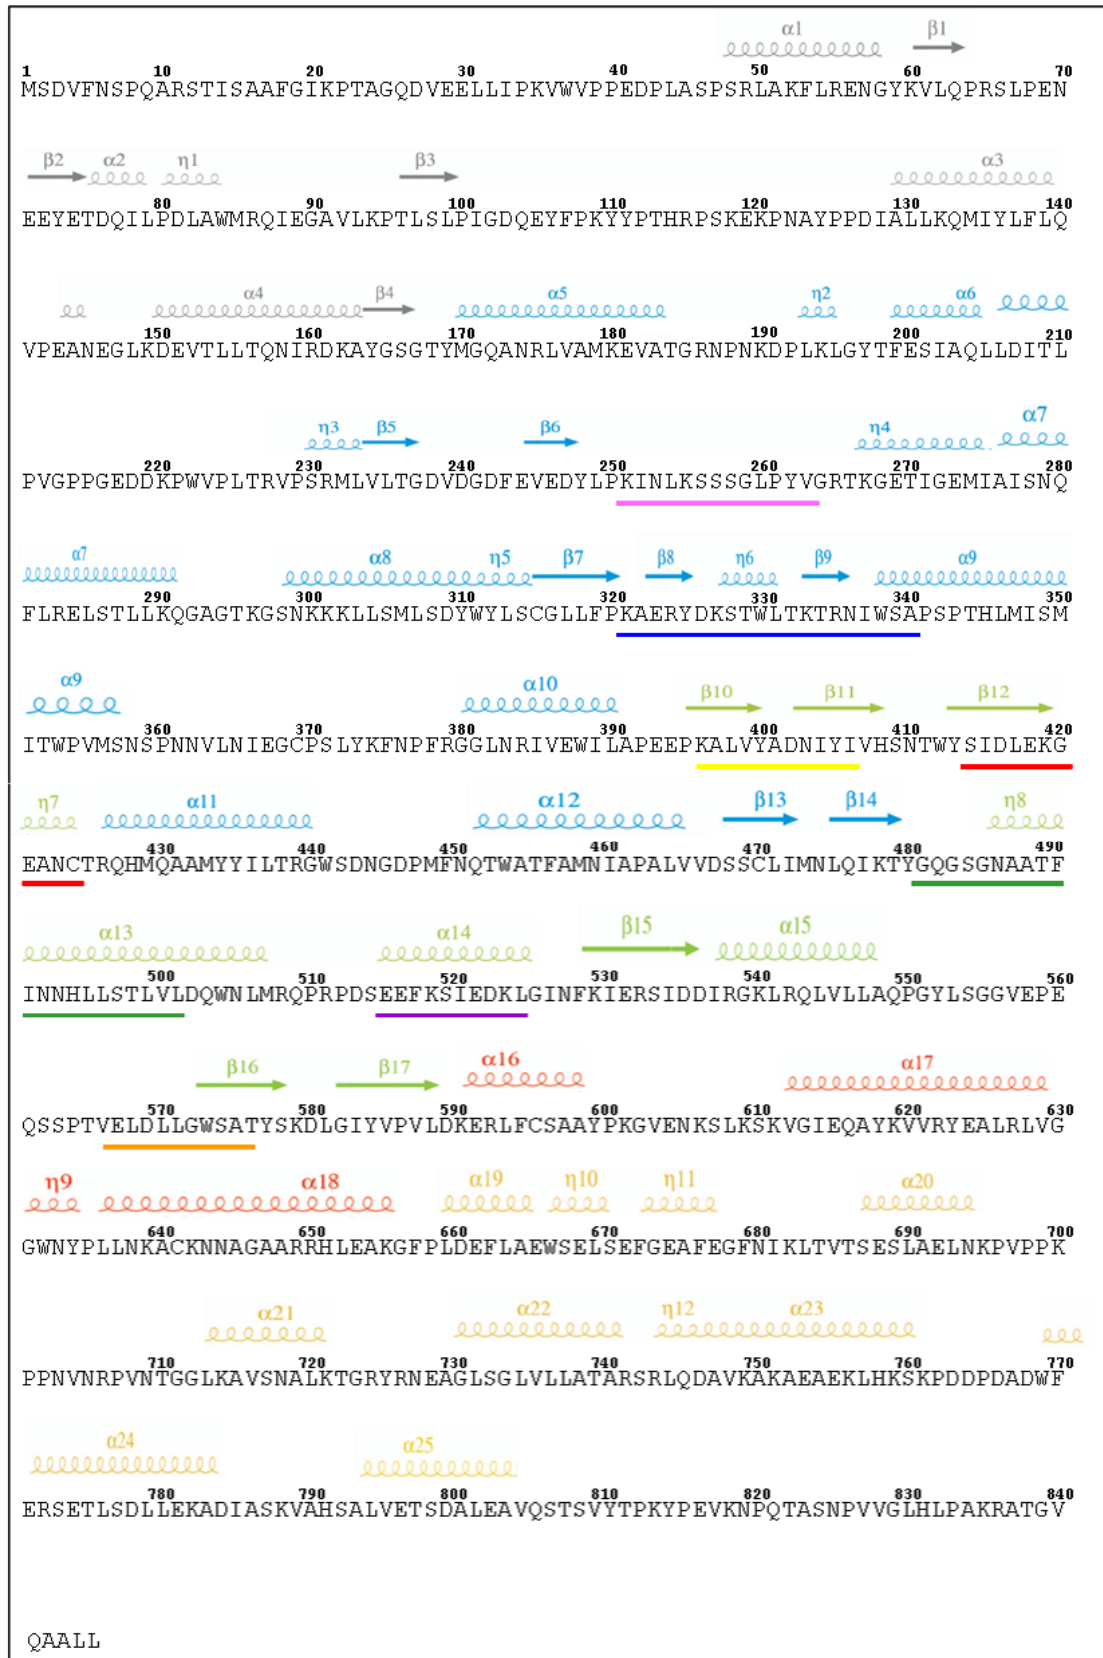 α1 β1
1 10 20 30 40 50 60 70
MSDVFNSPQARSTISAAFGIKPTAGQDVEELLIPKVWVPPEDPLASPSRLAKFLRENGYKVLQPRSLPEN
β2 α2 η1 β3 α3
80 90 100 110 120 130 140
EEYETDQILPDLAWMRQIEGAVLKPTLSLPIGDQEYFPKYYPTHRPSKEKPNAYPPDIALLKQMIYLFLQ
α4 β4 α5 η2 α6
150 160 170 180 190 200 210
VPEANEGLKDEVTLLTQNIRDKAYGSGTYMGQANRLVAMKEVATGRNPNKDPLKLGYTFESIAQLLDITL
η3 β5 β6 η4 α7
220 230 240 250 260 270 280
PVGPPGEDDKPWVPLTRVPSRMLVLTGDVDGDFEVEDYLPKINLKSSSGLPYVGRTKGETIGEMIAISNQ
α7 α8 η5 β7 β8 η6 β9 α9
290 300 310 320 330 340 350
FLRELSTLLKQGAGTKGSNKKKLLSMLSDYWYLSCGLLFPKAERYDKSTWLTKTRNIWSAPSPTHLMISM
α9 α10 β10 β11 β12
360 370 380 390 400 410 420
ITWPVMSNSPNNVLNIEGCPSLYKFNPFRGGLNRIVEWILAPEEPKALVYADNIYIVHSNTWYSIDLEKG
η7 α11 α12 β13 β14 η8
430 440 450 460 470 480 490
EANCTRQHMQAAMYYILTRGWSDNGDPMFNQTWATFAMNIAPALVVDSSCLIMNLQIKTYGQGSGNAATF
α13 α14 β15 α15
500 510 520 530 540 550 560
INNHLLSTLVLDQWNLMRQPRPDSEEFKSIEDKLGINFKIERSIDDIRGKLRQLVLLAQPGYLSGGVEPE
β16 β17 α16 α17
570 580 590 600 610 620 630
QSSPTVELDLLGWSATYSKDLGIYVPVLDKERLFCSAAYPKGVENKSLKSKVGIEQAYKVVRYEALRLVG
η9 α18 α19 η10 η11 α20
640 650 660 670 680 690 700
GWNYPLLNKACKNNAGAARRHLEAKGFPLDEFLAEWSELSEFGEAFEGFNIKLTVTSESLAELNKPVPPK
α21 α22 η12 α23
710 720 730 740 750 760 770
PPNVNRPVNTGGLKAVSNALKTGRYRNEAGLSGLVLLATARSRLQDAVKAKAEAEKLHKSKPDDPDADWF
α24 α25
780 790 800 810 820 830 840
ERSETLSDLLEKADIASKVAHSALVETSDALEAVQSTSVYTPKYPEVKNPQTASNPVVGLHLPAKRATGV
QAALL